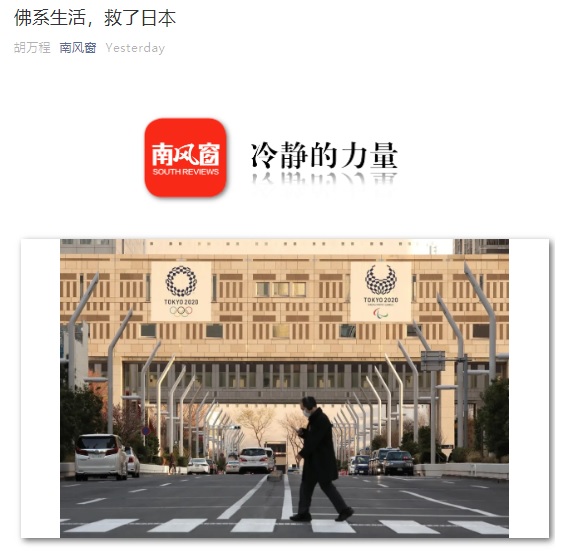 佛系生活，救了日本
胡万程 南风窗 Yesterday
南风窗
SOUTH REVIEWS
冷静的力量
TOKYO 2020
TOKYO 2020